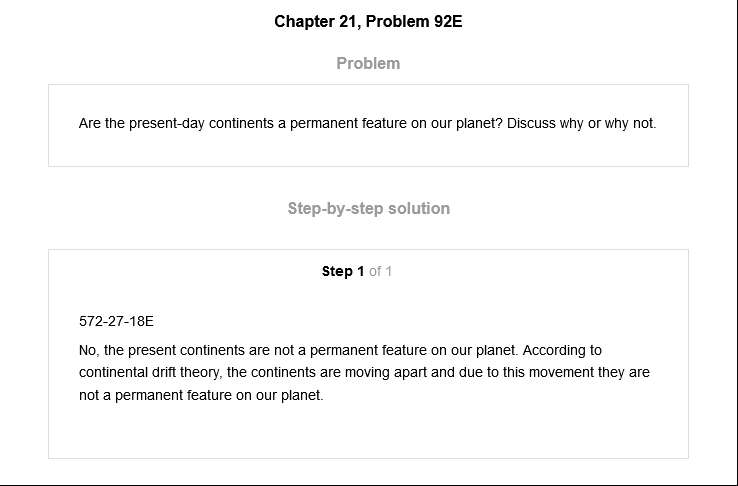 Chapter 21, Problem 92E
Problem
Are the present-day continents a permanent feature on our planet? Discuss why or why not.
Step-by-step solution
Step 1 of 1
572-27-18E
No, the present continents are not a permanent feature on our planet. According to
continental drift theory, the continents are moving apart and due to this movement they are
not a permanent feature on our planet.